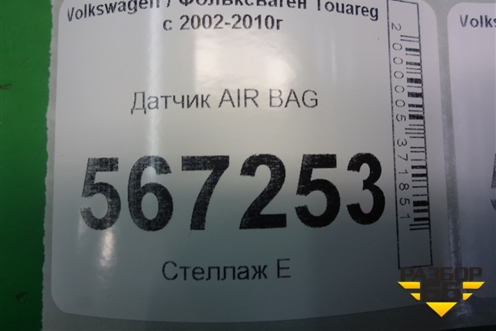 Volkswagen / Фольксваген Touareg
с 2002-2010г
Датчик AIR BAG
567253
Стеллаж Е
2000005371851
РАЗБОР